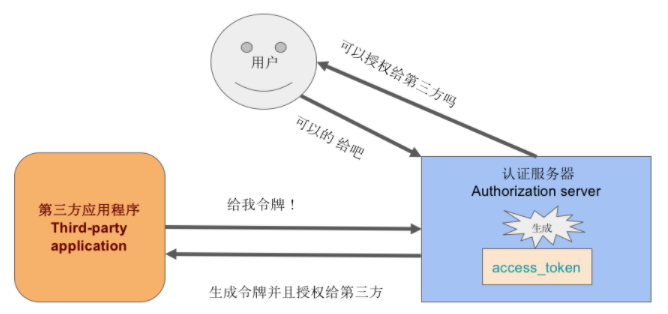 用户
可以授权给第三方吗
可以的 给吧
认证服务器
Authorization server
第三方应用程序
Third-party
application
给我令牌！
生成
access_token
生成令牌并且授权给第三方